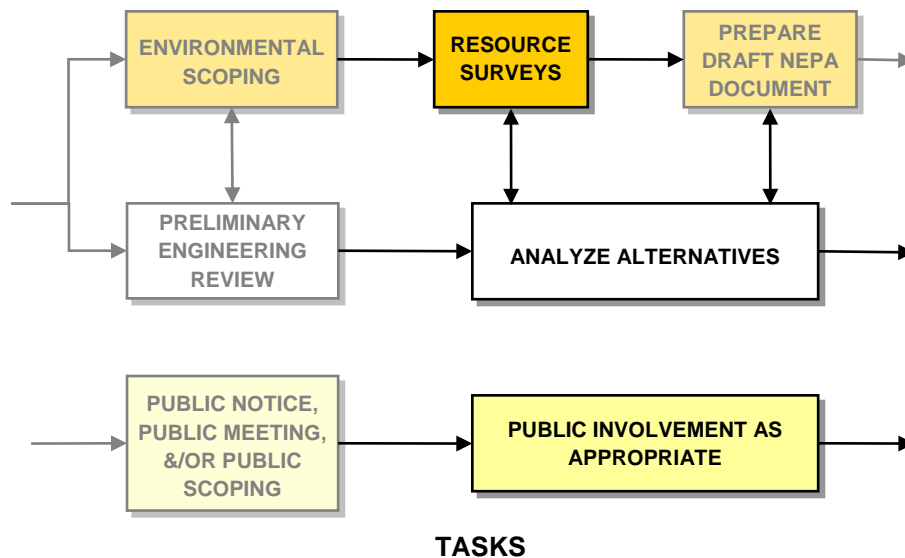 ENVIRONMENTAL
SCOPING
RESOURCE
SURVEYS
PREPARE
DRAFT NEPA
DOCUMENT
PRELIMINARY
ENGINEERING
REVIEW
ANALYZE ALTERNATIVES
PUBLIC NOTICE,
PUBLIC MEETING,
&/OR PUBLIC
SCOPING
PUBLIC INVOLVEMENT AS
APPROPRIATE
TASKS